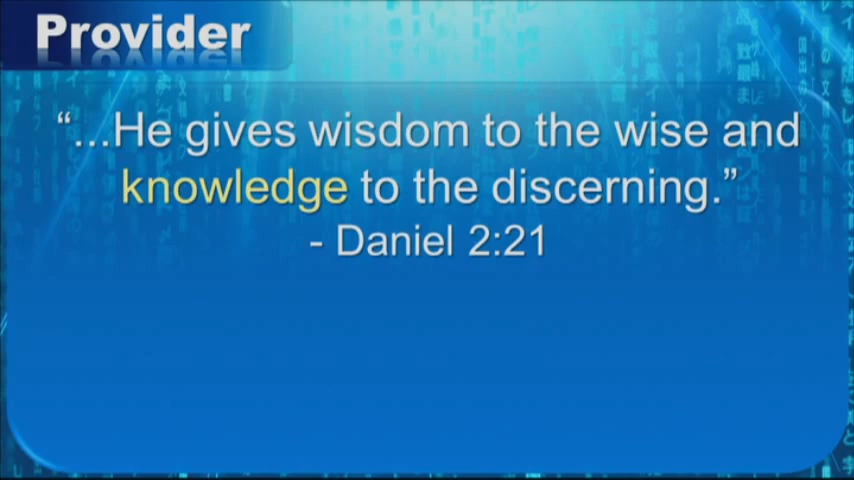 Provider
“...He gives wisdom to the wise and
knowledge to the discerning.”
- Daniel 2:21